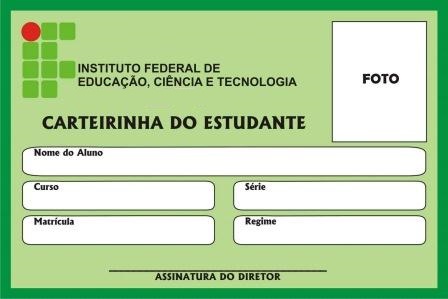 INSTITUTO FEDERAL DE
EDUCAÇÃO, CIÊNCIA E TECNOLOGIA
FOTO
CARTEIRINHA DO ESTUDANTE
Nome do Aluno
Curso
Série
Matrícula
Regime
ASSINATURA DO DIRETOR